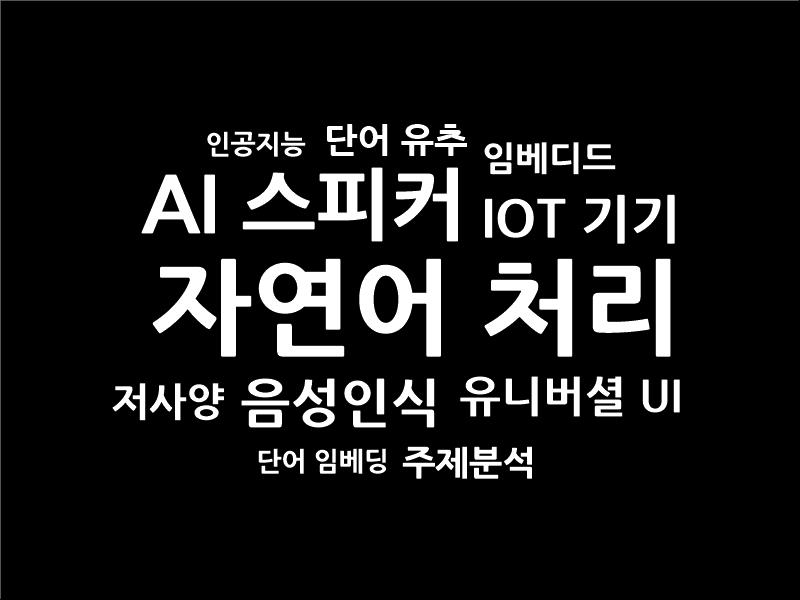 인공지능 단어 유추 임베디드
AI 스피커 IOT 기기
자연어 처리
저사양 음성인식 유니버셜 UI
단어 임베딩 주제분석